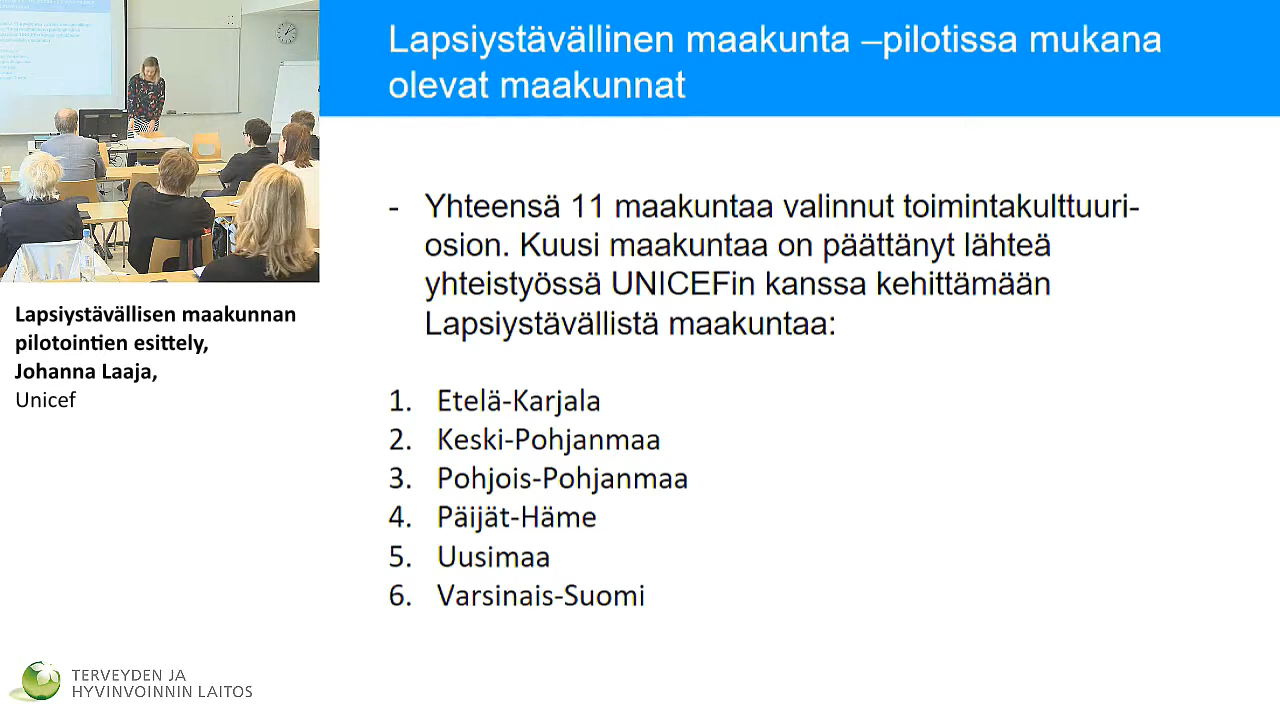 Lapsiystävällinen maakunta –pilotissa mukana
olevat maakunnat
- Yhteensä 11 maakuntaa valinnut toimintakulttuuri-
osion. Kuusi maakuntaa on päättänyt lähteä
yhteistyössä UNICEFin kanssa kehittämään
Lapsiystävällistä maakuntaa:
1. Etelä-Karjala
2. Keski-Pohjanmaa
3. Pohjois-Pohjanmaa
4. Päijät-Häme
5. Uusimaa
6. Varsinais-Suomi
Lapsiystävällisen maakunnan
pilotointien esittely,
Johanna Laaja,
Unicef
TERVEYDEN JA
HYVINVOINNIN LAITOS